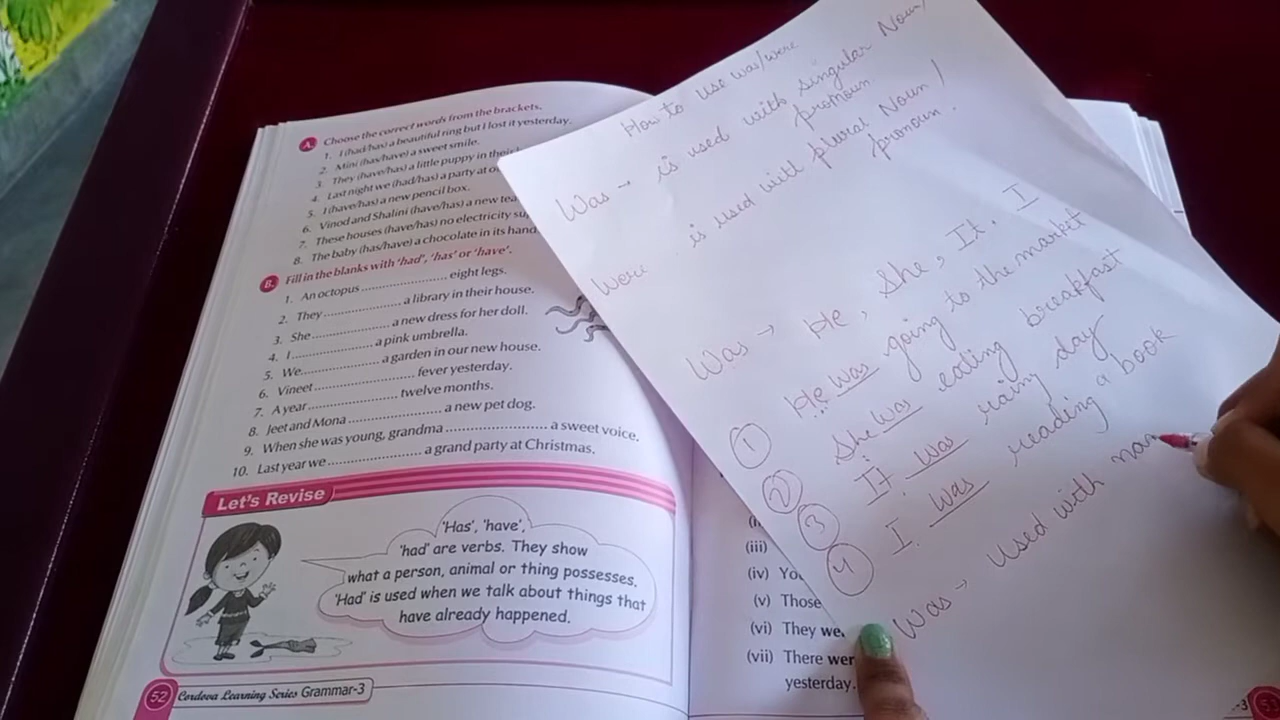 A. Choose the correct words from the brackets.
1. I (had/has) a beautiful ring but I lost it yesterday.
2. Mini (has/have) a sweet smile.
3. They (have/has) a little puppy in their
4. Last night we (had/has) a party at
5. I (have/has) a new pencil box.
6. Vinod and Shalini (have/has) a new
7. These houses (have/has) no electricity
8. The baby (has/have) a chocolate in its hand
B. Fill in the blanks with 'had', 'has' or 'have'.
1. An octopus .................... eight legs.
2. They .................... a library in their house.
3. She .................... a new dress for her doll.
4. I .................... a pink umbrella.
5. We .................... a garden in our new house.
6. Vineet .................... fever yesterday.
7. A year .................... twelve months.
8. Jeet and Mona .................... a new pet dog.
9. When she was young, grandma .................... a sweet voice.
10. Last year we .................... a grand party at Christmas.
Let's Revise
'Has', 'have',
'had' are verbs. They show
what a person, animal or thing possesses.
'Had' is used when we talk about things that
have already happened.
52 Cordova Learning Series Grammar-3
How to use was/were
Was → is used with singular Noun/
pronoun
Were is used with plural Noun/
pronoun.
Was → He, She, It. I
1 He was going to the market
2 She was eating breakfast
3 It was rainy day
4 I was reading a book
Was → used with
(iii)
(iv)
(v) Those
(vi) They
(vii) There
yesterday.